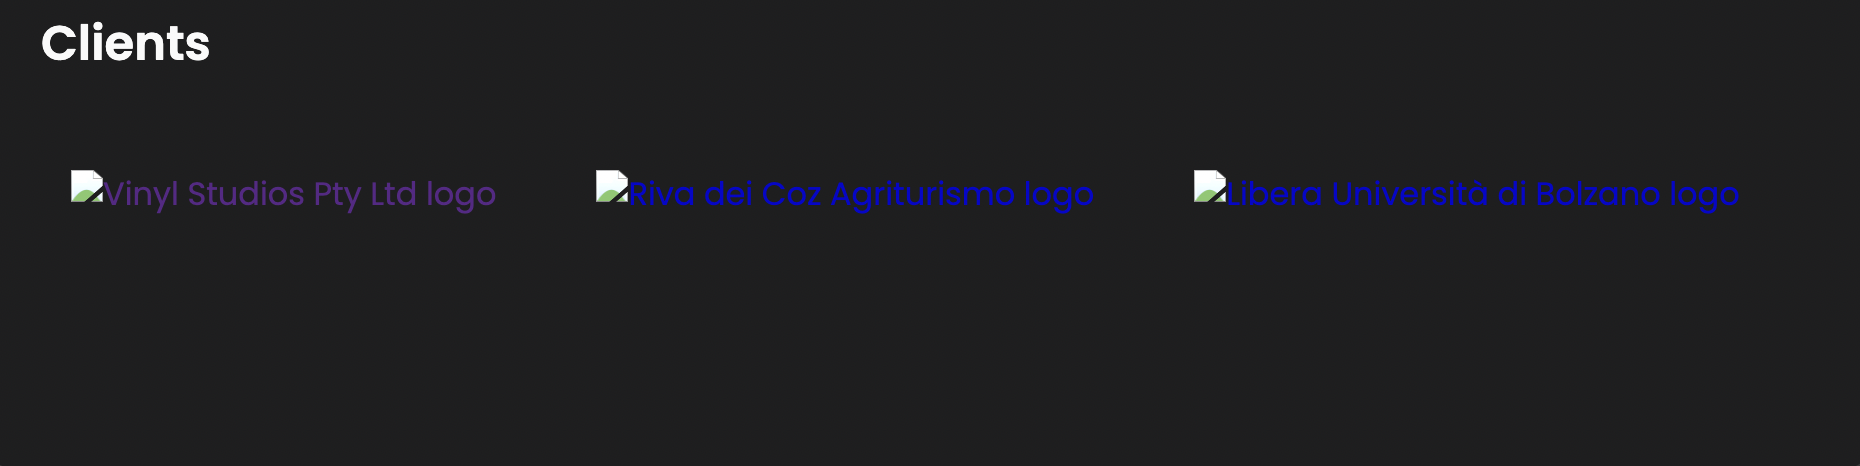 Clients
Vinyl Studios Pty Ltd logo
Riva dei Coz Agriturismo logo
Libera Università di Bolzano logo